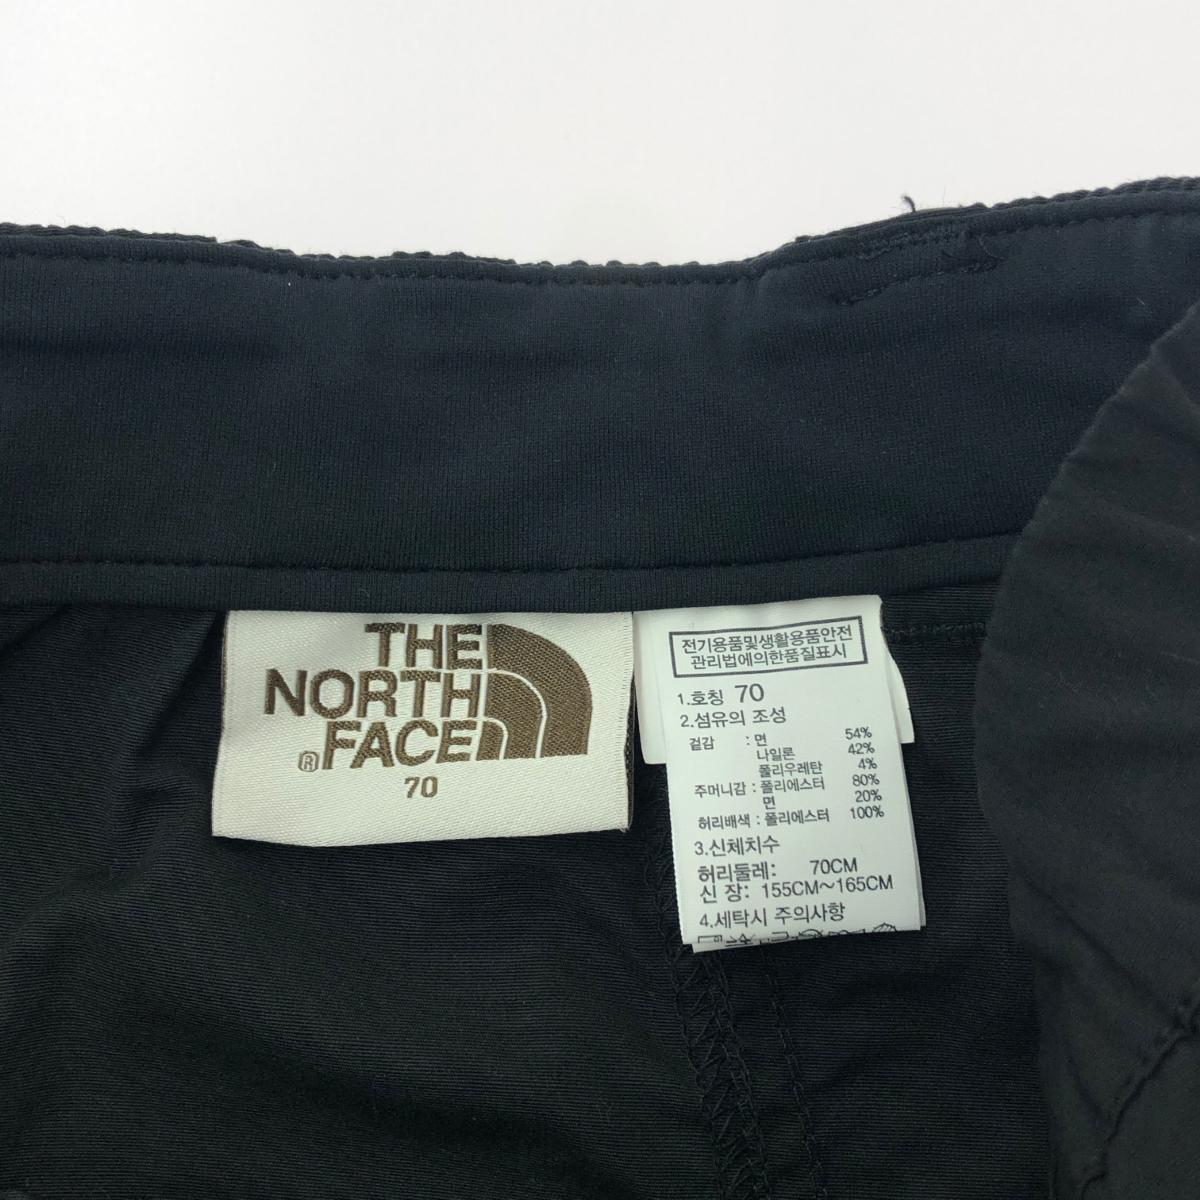 THE
NORTH
®FACE
70
전기용품및생활용품안전
관리법에의한품질표시
1.호칭 70
2.섬유의 조성
겉감 : 면 54%
나일론 42%
폴리우레탄 4%
주머니감 : 폴리에스터 80%
면 20%
허리배색 : 폴리에스터 100%
3.신체치수
허리둘레: 70CM
신 장: 155CM~165CM
4.세탁시 주의사항